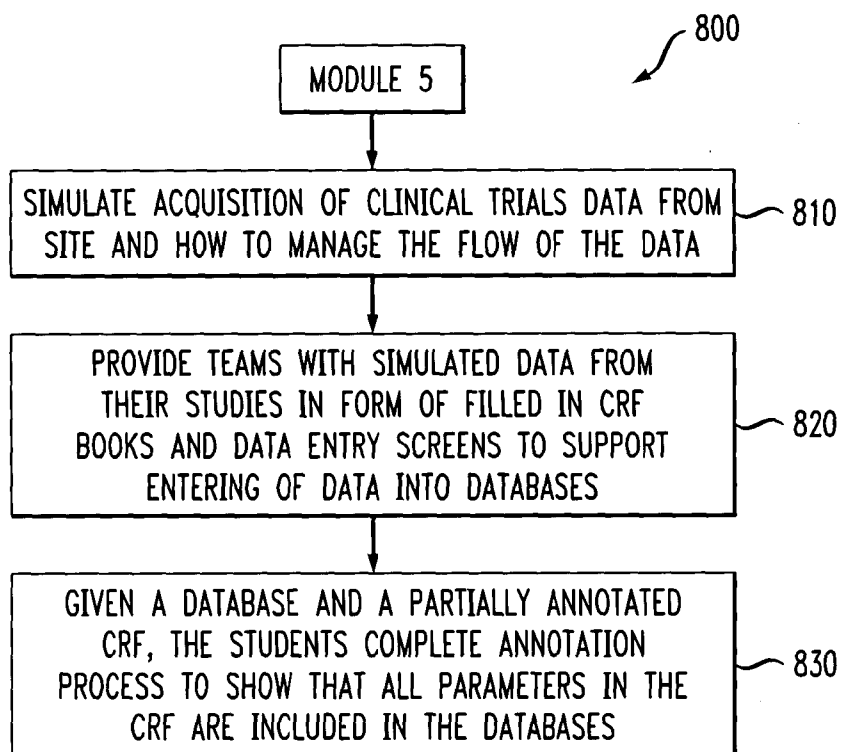 800
MODULE 5
SIMULATE ACQUISITION OF CLINICAL TRIALS DATA FROM
SITE AND HOW TO MANAGE THE FLOW OF THE DATA
810
PROVIDE TEAMS WITH SIMULATED DATA FROM
THEIR STUDIES IN FORM OF FILLED IN CRF
BOOKS AND DATA ENTRY SCREENS TO SUPPORT
ENTERING OF DATA INTO DATABASES
820
GIVEN A DATABASE AND A PARTIALLY ANNOTATED
CRF, THE STUDENTS COMPLETE ANNOTATION
PROCESS TO SHOW THAT ALL PARAMETERS IN THE
CRF ARE INCLUDED IN THE DATABASES
830